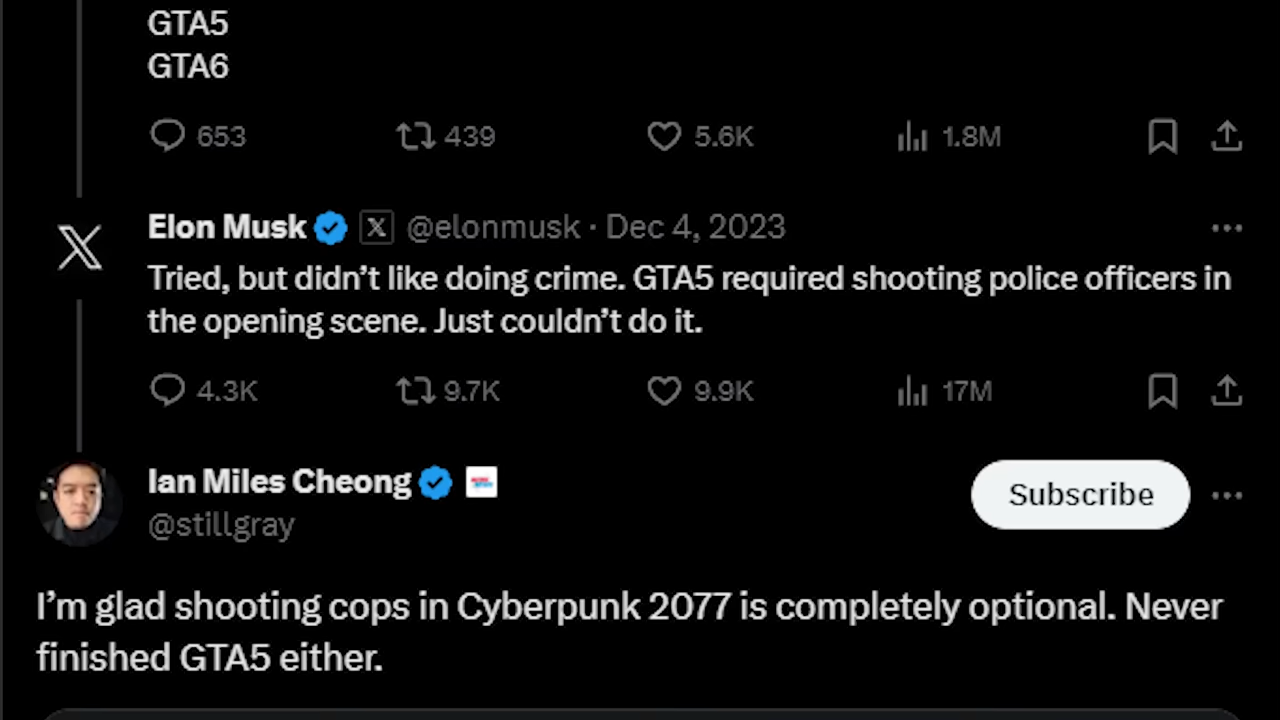 GTA5
GTA6
653 439 5.6K 1.8M
Elon Musk @elonmusk · Dec 4, 2023
Tried, but didn’t like doing crime. GTA5 required shooting police officers in
the opening scene. Just couldn’t do it.
4.3K 9.7K 9.9K 17M
Ian Miles Cheong
Subscribe
@stillgray
I’m glad shooting cops in Cyberpunk 2077 is completely optional. Never
finished GTA5 either.